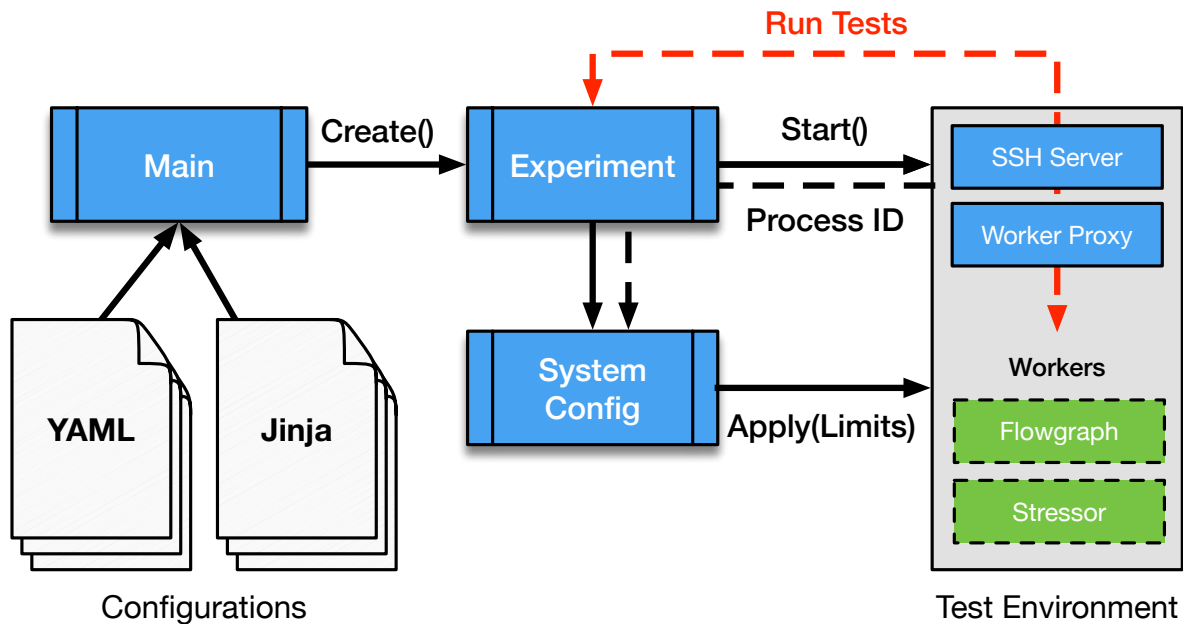 Run Tests
Main
Create()
Experiment
Start()
Process ID
SSH Server
Worker Proxy
YAML
Jinja
System
Config
Apply(Limits)
Workers
Flowgraph
Stressor
Configurations
Test Environment